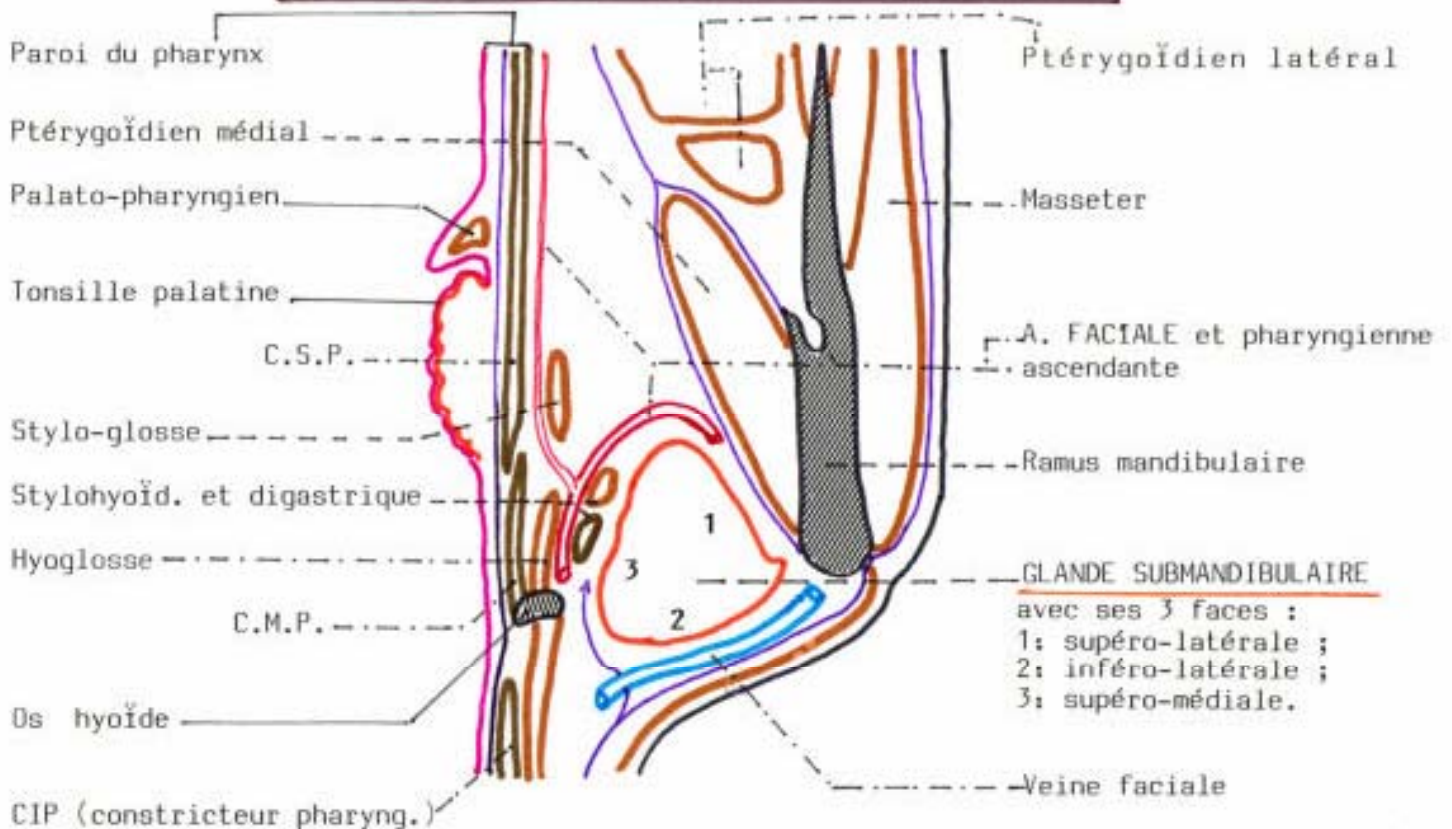 Paroi du pharynx
Ptérygoïdien médial
Palato-pharyngien
Tonsille palatine
C.S.P.
Stylo-glosse
Stylohyoïd. et digastrique
Hyoglosse
C.M.P.
Os hyoïde
CIP (constricteur pharyng.)
1
3
2
Ptérygoïdien latéral
Masseter
A. FACIALE et pharyngienne
ascendante
Ramus mandibulaire
GLANDE SUBMANDIBULAIRE
avec ses 3 faces :
1: supéro-latérale ;
2: inféro-latérale ;
3: supéro-médiale.
Veine faciale